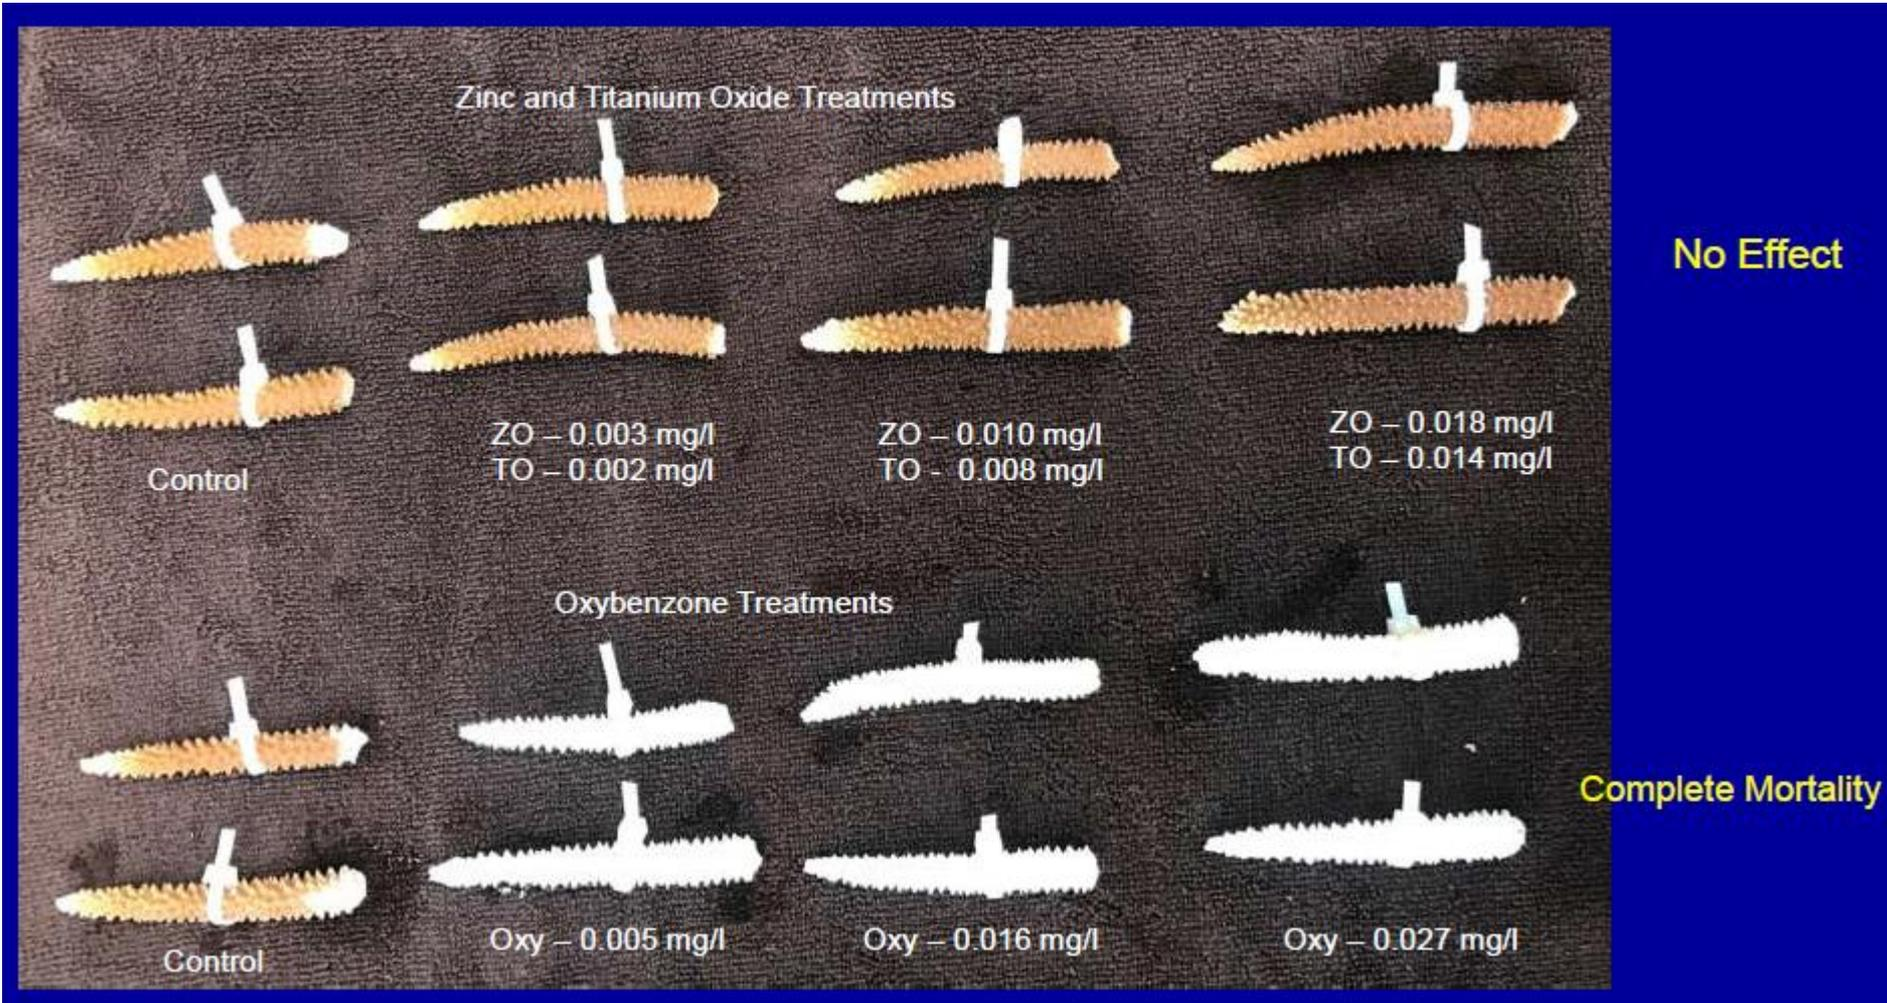 Zinc and Titanium Oxide Treatments
No Effect
ZO – 0.003 mg/l
TO – 0.002 mg/l
ZO – 0.010 mg/l
TO - 0.008 mg/l
ZO – 0.018 mg/l
TO – 0.014 mg/l
Control
Oxybenzone Treatments
Complete Mortality
Oxy – 0.005 mg/l
Oxy – 0.016 mg/l
Oxy – 0.027 mg/l
Control